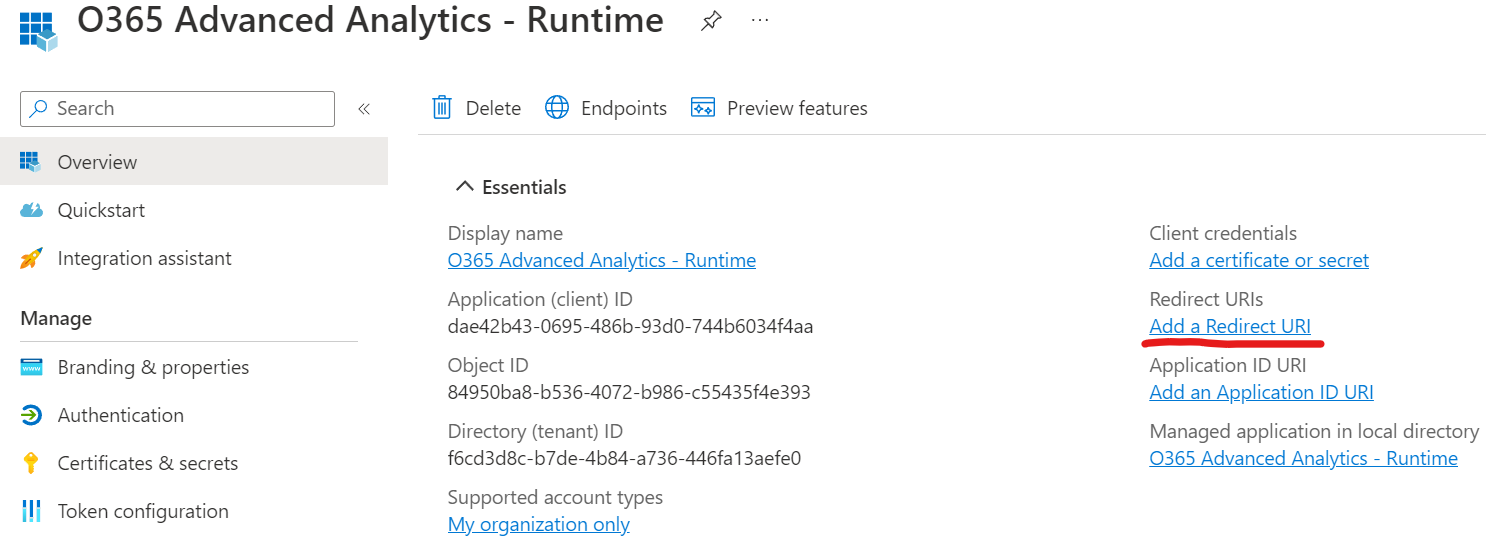 O365 Advanced Analytics - Runtime
Search
Overview
Quickstart
Integration assistant
Manage
Branding & properties
Authentication
Certificates & secrets
Token configuration
Delete
Endpoints
Preview features
Essentials
Display name
O365 Advanced Analytics - Runtime
Application (client) ID
dae42b43-0695-486b-93d0-744b6034f4aa
Object ID
84950ba8-b536-4072-b986-c55435f4e393
Directory (tenant) ID
f6cd3d8c-b7de-4b84-a736-446fa13aefe0
Supported account types
My organization only
Client credentials
Add a certificate or secret
Redirect URIs
Add a Redirect URI
Application ID URI
Add an Application ID URI
Managed application in local directory
O365 Advanced Analytics - Runtime